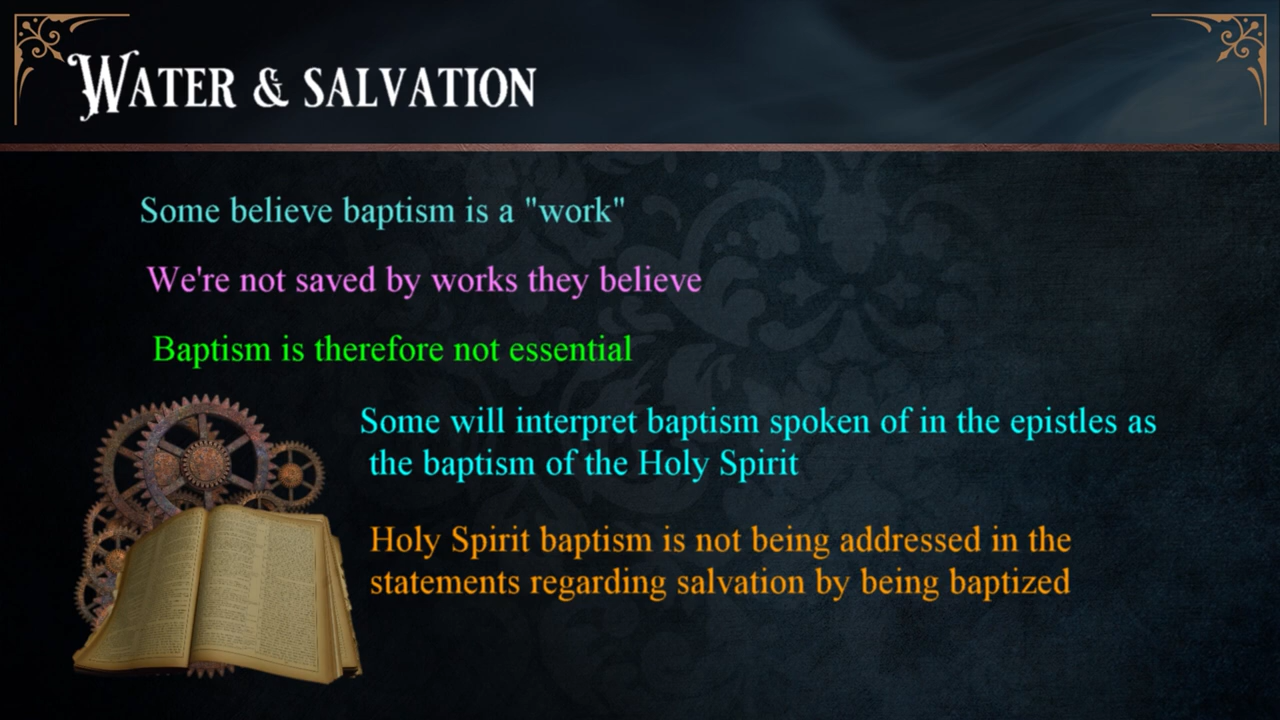 WATER & SALVATION
Some believe baptism is a "work"
We're not saved by works they believe
Baptism is therefore not essential
Some will interpret baptism spoken of in the epistles as
the baptism of the Holy Spirit
Holy Spirit baptism is not being addressed in the
statements regarding salvation by being baptized